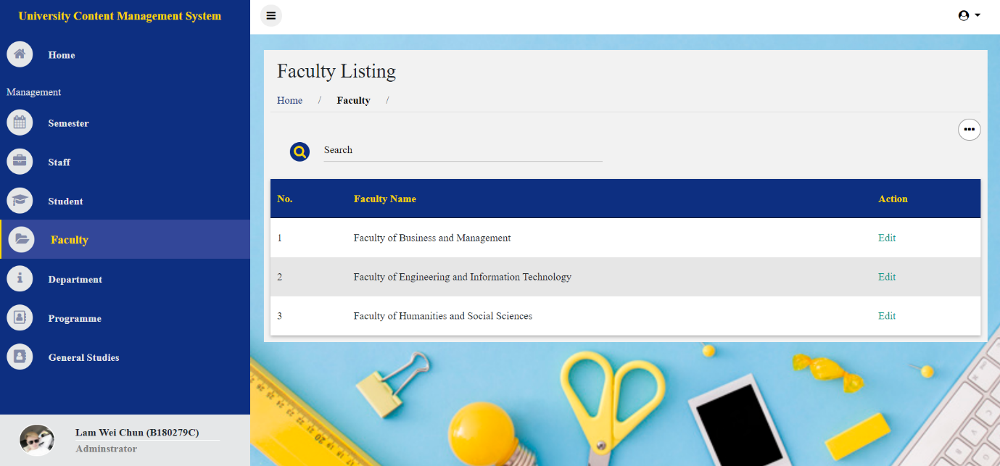 University Content Management System
Home
Management
Semester
Staff
Student
Faculty
Department
Programme
General Studies
Lam Wei Chun (B180279C)
Adminstrator
Faculty Listing
Home / Faculty /
Search
No. Faculty Name Action
1 Faculty of Business and Management Edit
2 Faculty of Engineering and Information Technology Edit
3 Faculty of Humanities and Social Sciences Edit